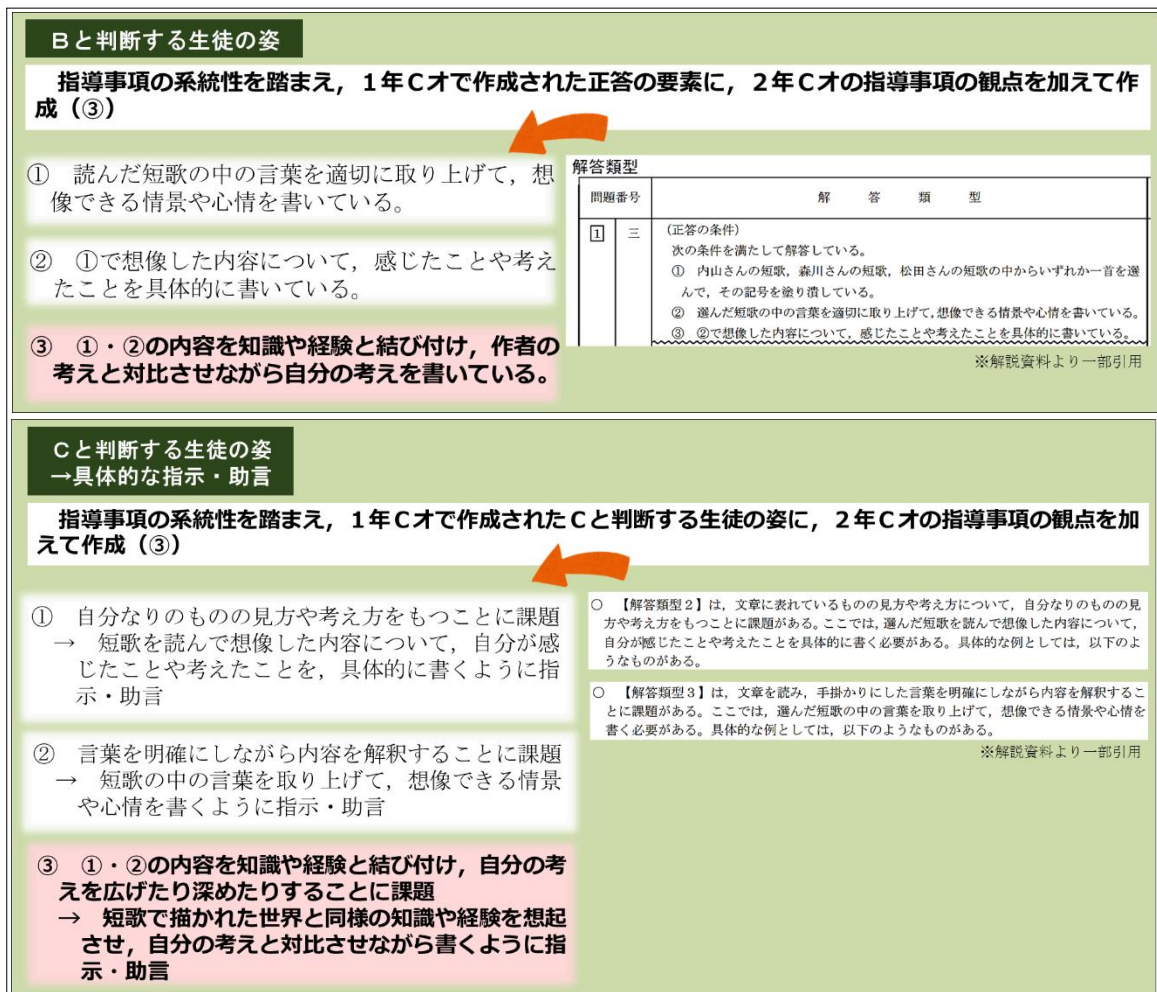 Bと判断する生徒の姿
指導事項の系統性を踏まえ，１年Ｃオで作成された正答の要素に，２年Ｃオの指導事項の観点を加えて作
成（③）
① 読んだ短歌の中の言葉を適切に取り上げて，想
像できる情景や心情を書いている。
② ①で想像した内容について，感じたことや考え
たことを具体的に書いている。
③ ①・②の内容を知識や経験と結び付け，作者の
考えと対比させながら自分の考えを書いている。
解答類型
問題番号 解 答 類 型
1 三 （正答の条件）
次の条件を満たして解答している。
① 内山さんの短歌，森川さんの短歌，松田さんの短歌の中からいずれか一首を選
んで，その記号を塗り潰している。
② 選んだ短歌の中の言葉を適切に取り上げて，想像できる情景や心情を書いている。
③ ②で想像した内容について，感じたことや考えたことを具体的に書いている。
※解説資料より一部引用
Ｃと判断する生徒の姿
→具体的な指示・助言
指導事項の系統性を踏まえ，１年Ｃオで作成されたＣと判断する生徒の姿に，２年Ｃオの指導事項の観点を加
えて作成（③）
① 自分なりのものの見方や考え方をもつことに課題
→ 短歌を読んで想像した内容について，自分が感
じたことや考えたことを，具体的に書くように指
示・助言
② 言葉を明確にしながら内容を解釈することに課題
→ 短歌の中の言葉を取り上げて，想像できる情景
や心情を書くように指示・助言
③ ①・②の内容を知識や経験と結び付け，自分の考
えを広げたり深めたりすることに課題
→ 短歌で描かれた世界と同様の知識や経験を想起
させ，自分の考えと対比させながら書くように指
示・助言
○ 【解答類型２】は，文章に表れているものの見方や考え方について，自分なりのものの見
方や考え方をもつことに課題がある。ここでは，選んだ短歌を読んで想像した内容について，
自分が感じたことや考えたことを具体的に書く必要がある。具体的な例としては，以下のよ
うなものがある。
○ 【解答類型３】は，文章を読み，手掛かりにした言葉を明確にしながら内容を解釈するこ
とに課題がある。ここでは，選んだ短歌の中の言葉を取り上げて，想像できる情景や心情を
書く必要がある。具体的な例としては，以下のようなものがある。
※解説資料より一部引用